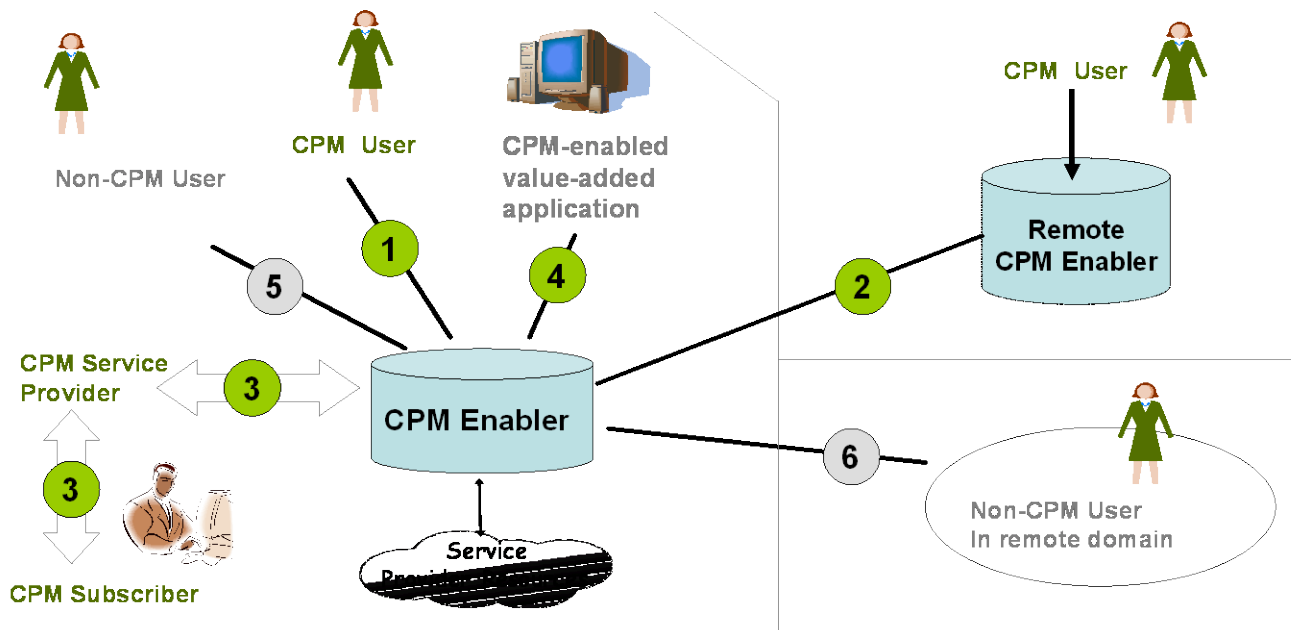 Non-CPM User
CPM User
CPM-enabled
value-added
application
CPM User
Remote
CPM Enabler
1
5
4
2
CPM Service
Provider
3
CPM Enabler
6
3
Non-CPM User
In remote domain
Service
CPM Subscriber